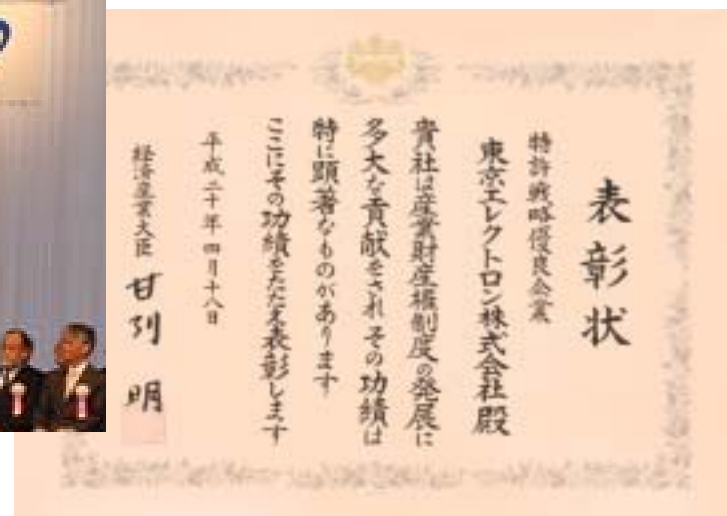 表彰状
特許戦略優良企業
東京エレクトロン株式会社殿
貴社は産業財産権制度の発展に
多大な貢献をされその功績は
特に顕著なものがあります
ここにその功績をたたえ表彰します
平成二十年四月十八日
経済産業大臣 甘利 明